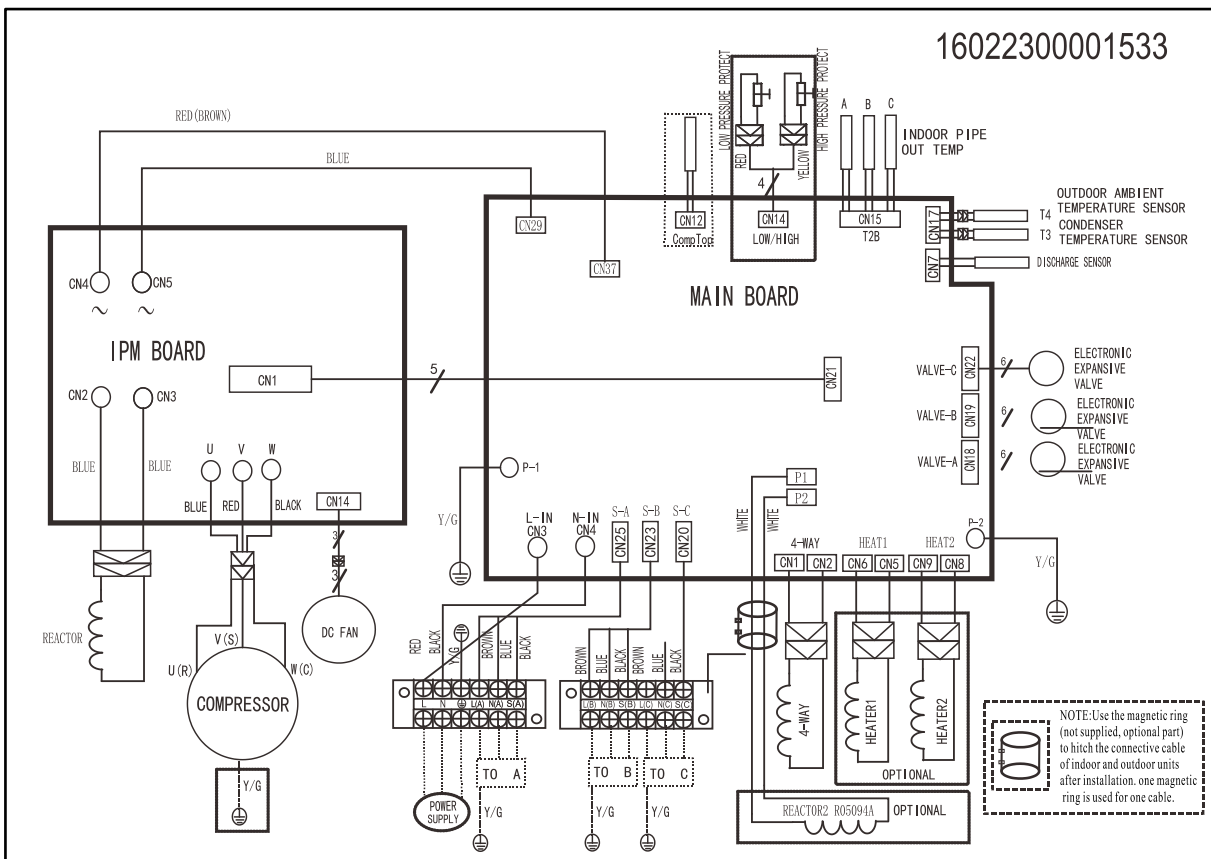 16022300001533
RED(BROWN)
BLUE
LOW PRESSURE PROTECT
HIGH PRESSURE PROTECT
RED
YELLOW
4
A B C
INDOOR PIPE
OUT TEMP
CN12
CompTop
CN14
LOW/HIGH
CN15
T2B
CN17
T4
OUTDOOR AMBIENT
TEMPERATURE SENSOR
T3
CONDENSER
TEMPERATURE SENSOR
CN7
DISCHARGE SENSOR
CN29
CN37
MAIN BOARD
CN4
CN5
~
~
IPM BOARD
CN1
5
CN21
CN2
CN3
BLUE
BLUE
U V W
BLUE
RED
BLACK
CN14
3
3
DC FAN
REACTOR
V(S)
U(R)
W(C)
COMPRESSOR
Y/G
VALVE-C
CN22
6
ELECTRONIC
EXPANSIVE
VALVE
VALVE-B
CN19
6
ELECTRONIC
EXPANSIVE
VALVE
VALVE-A
CN18
6
ELECTRONIC
EXPANSIVE
VALVE
P-1
Y/G
L-IN
CN3
N-IN
CN4
S-A
CN25
S-B
CN23
S-C
CN20
P1
P2
WHITE
WHITE
P-2
Y/G
4-WAY
CN1
CN2
HEAT1
CN6
CN5
HEAT2
CN9
CN8
RED
BLACK
Y/G
BROWN
BLUE
BLACK
BROWN
BLUE
BLACK
BROWN
BLUE
BLACK
L N L(A) N(A) S(A)
L(B) N(B) S(B) L(C) N(C) S(C)
TO A
TO B
TO C
POWER
SUPPLY
Y/G
Y/G
Y/G
4-WAY
HEATER1
HEATER2
OPTIONAL
REACTOR2 R05094A
OPTIONAL
NOTE:Use the magnetic ring
(not supplied, optional part)
to hitch the connective cable
of indoor and outdoor units
after installation. one magnetic
ring is used for one cable.